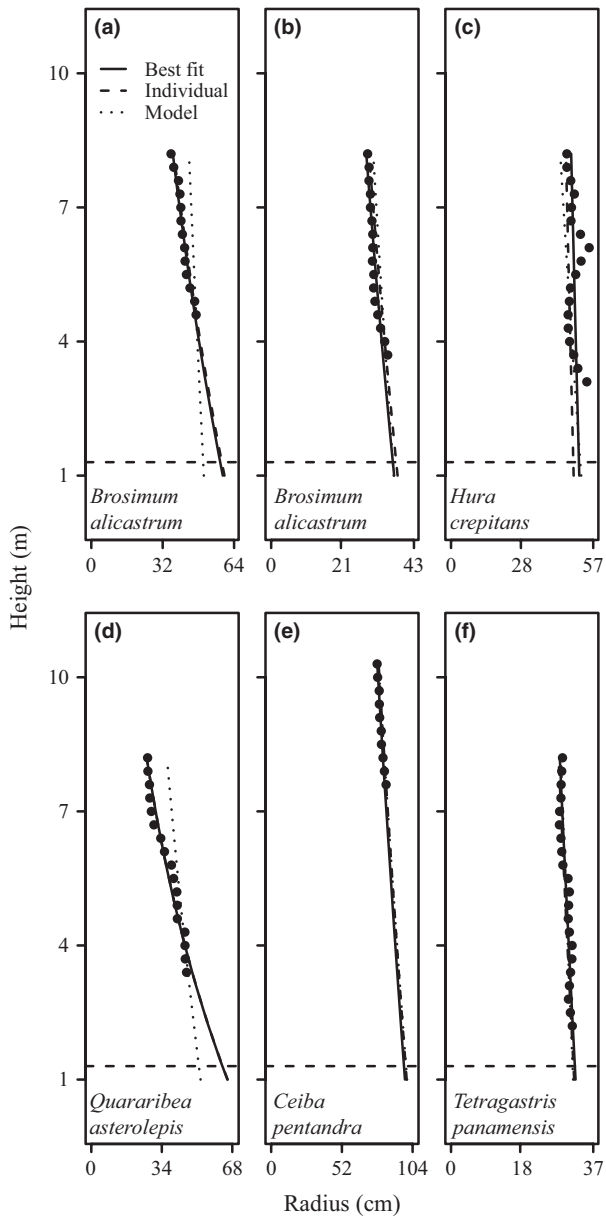 (a)
(b)
(c)
10
7
4
1
Best fit
Individual
Model
Brosimum
alicastrum
Brosimum
alicastrum
Hura
crepitans
0 32 64
0 21 43
0 28 57
Height (m)
(d)
(e)
(f)
10
7
4
1
Quararibea
asterolepis
Ceiba
pentandra
Tetragastris
panamensis
0 34 68
0 52 104
0 18 37
Radius (cm)